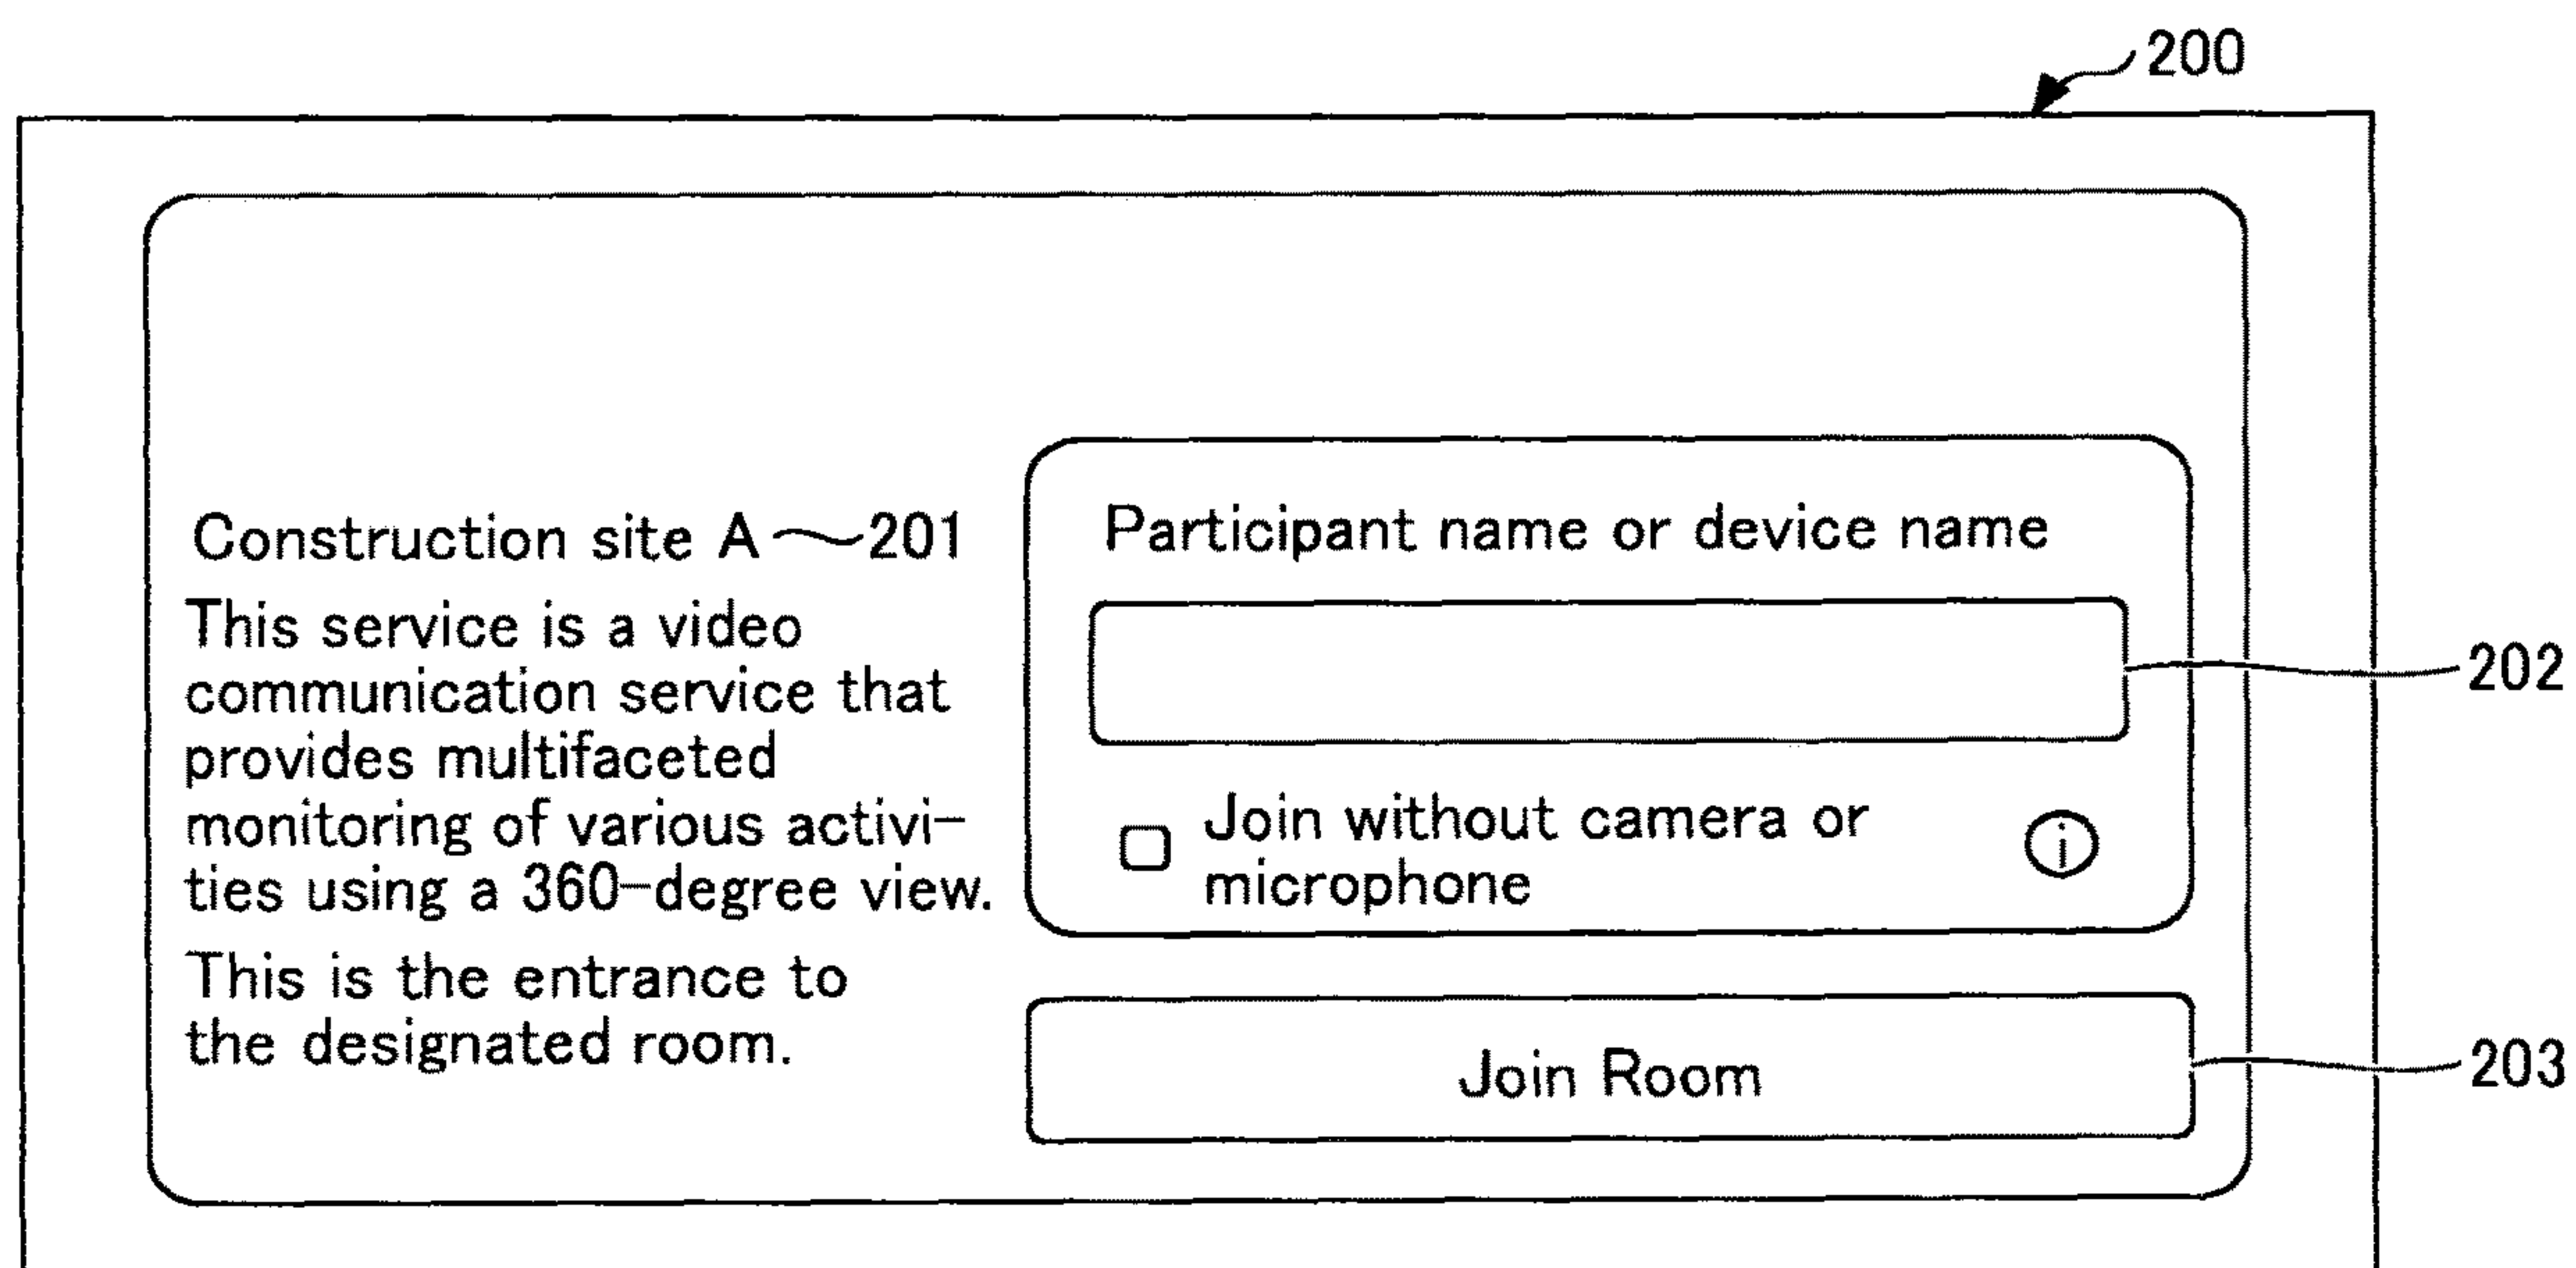 200
Construction site A 201
This service is a video
communication service that
provides multifaceted
monitoring of various activi-
ties using a 360-degree view.
This is the entrance to
the designated room.
Participant name or device name
202
Join without camera or
microphone
i
Join Room
203